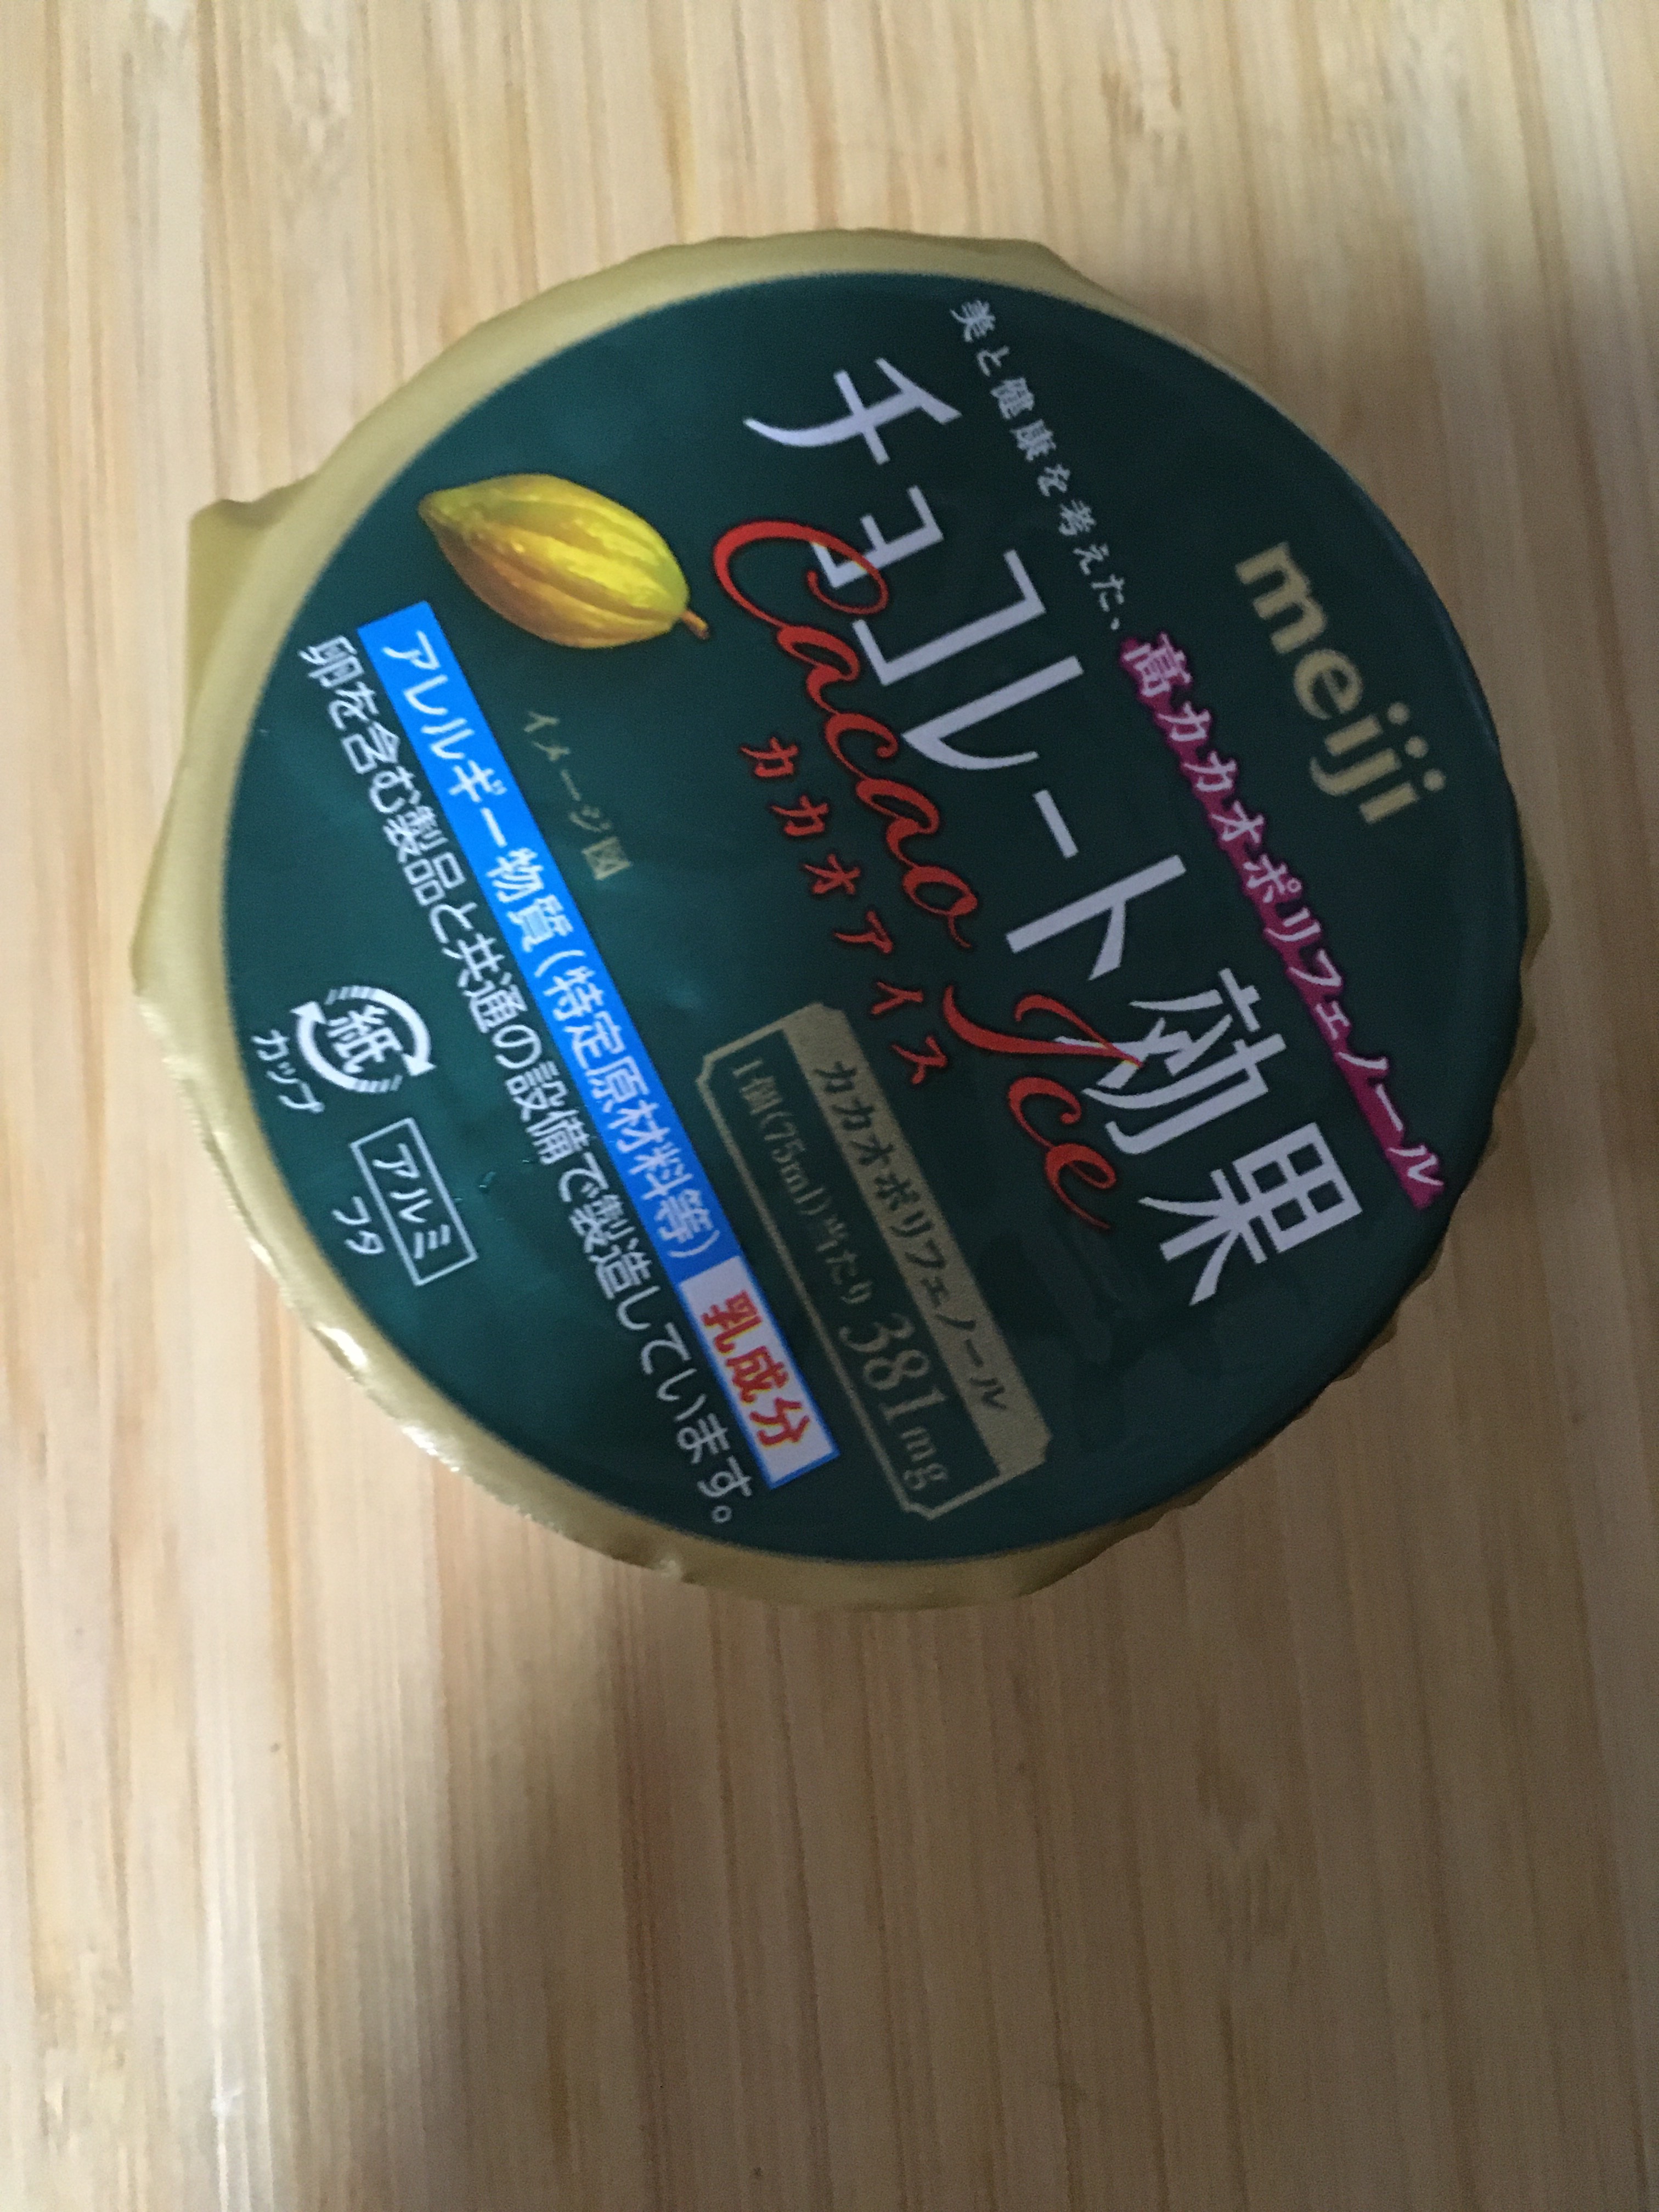 meiji
美と健康を考えた、高カカオポリフェノール
チョコレート効果
Cacao Ice
カカオアイス
カカオポリフェノール
1個(75ml)当たり 381mg
イメージ図
アレルギー物質(特定原材料等) 乳成分
卵を含む製品と共通の設備で製造しています。
紙
カップ
アルミ
フタ